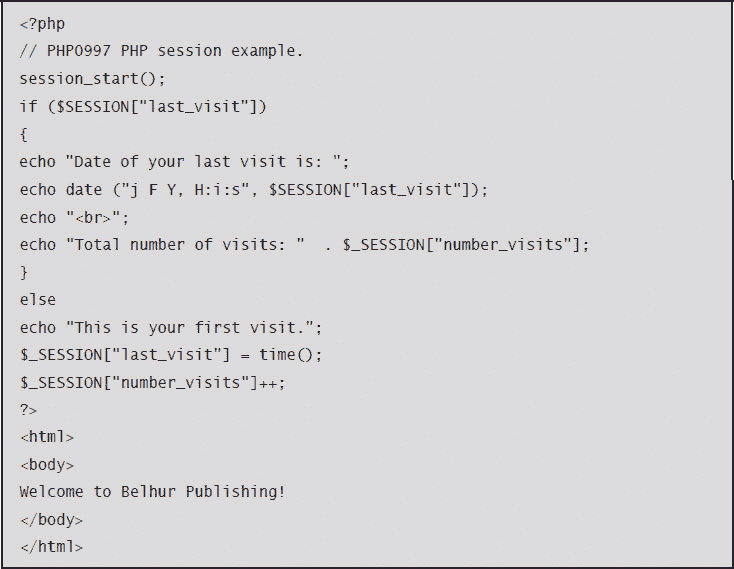 <?php
// PHP0997 PHP session example.
session_start();
if ($SESSION["last_visit"])
{
echo "Date of your last visit is: ";
echo date ("j F Y, H:i:s", $SESSION["last_visit"]);
echo "<br>";
echo "Total number of visits: "  . $_SESSION["number_visits"];
}
else
echo "This is your first visit.";
$_SESSION["last_visit"] = time();
$_SESSION["number_visits"]++;
?>
<html>
<body>
Welcome to Belhur Publishing!
</body>
</html>